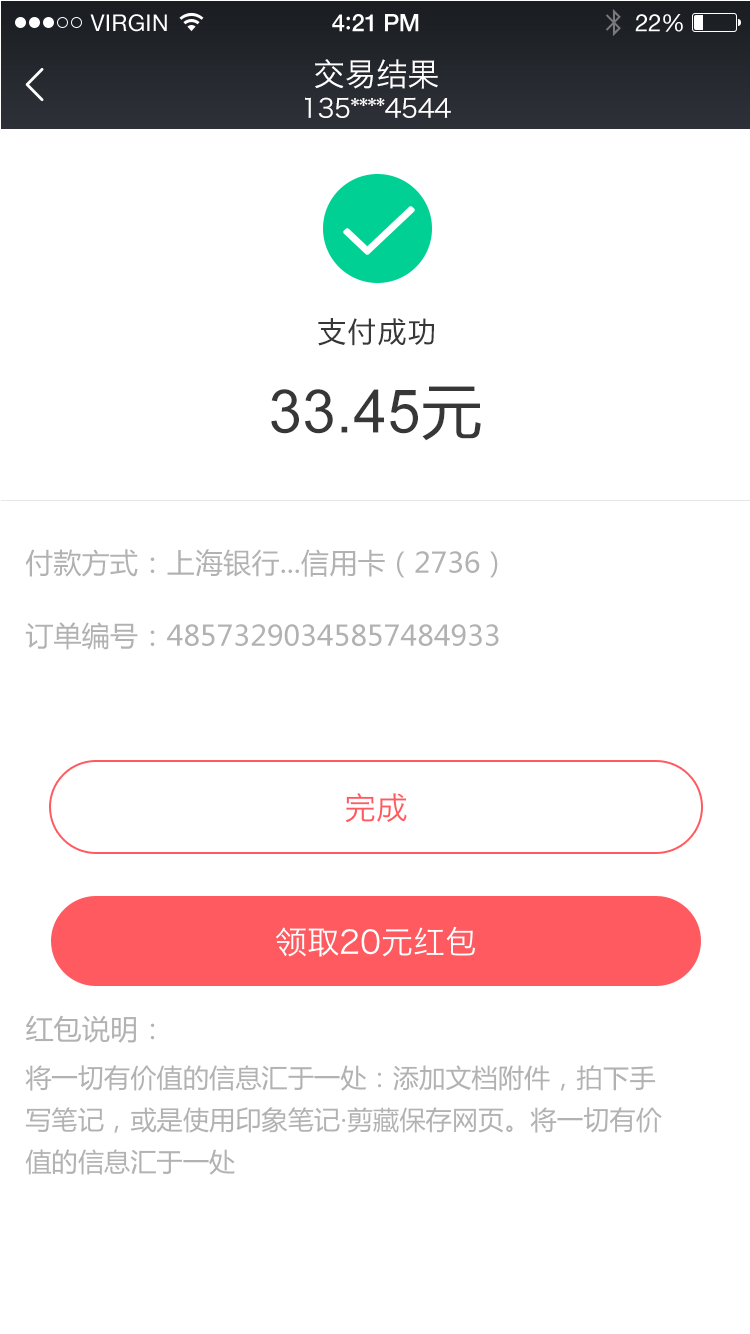 VIRGIN 4:21 PM 22%
交易结果
135****4544
支付成功
33.45元
付款方式：上海银行...信用卡（2736）
订单编号：48573290345857484933
完成
领取20元红包
红包说明：
将一切有价值的信息汇于一处：添加文档附件，拍下手
写笔记，或是使用印象笔记·剪藏保存网页。将一切有价
值的信息汇于一处